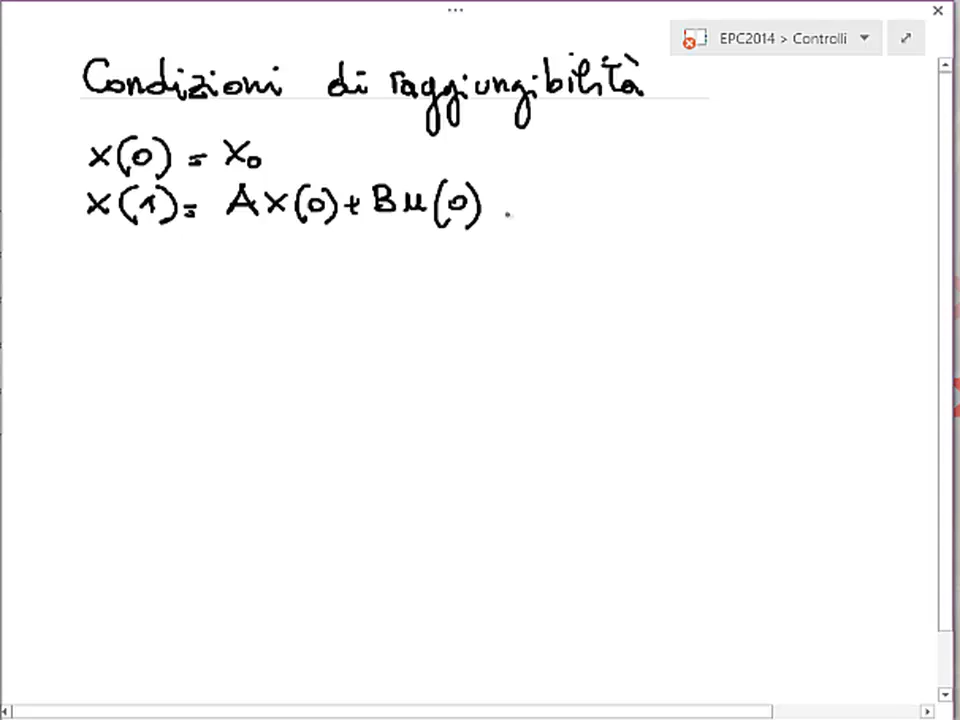 EPC2014 > Controlli
Condizioni di raggiungibilità
x(0) = x₀
x(1) = Ax(0) + Bu(0)